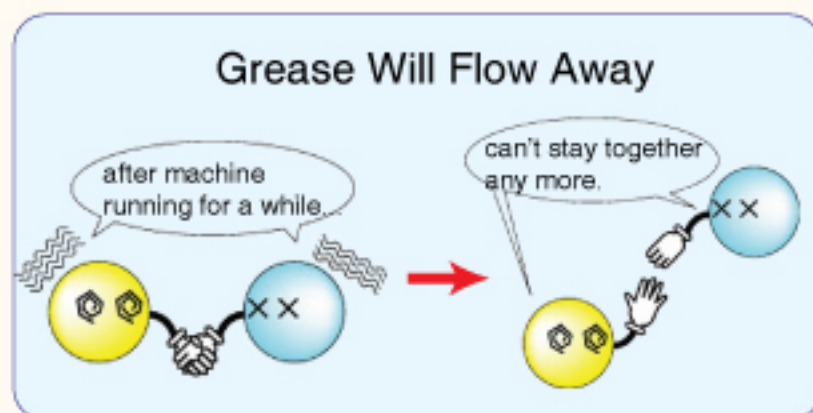 Grease Will Flow Away
after machine
running for a while...
can't stay together
any more.